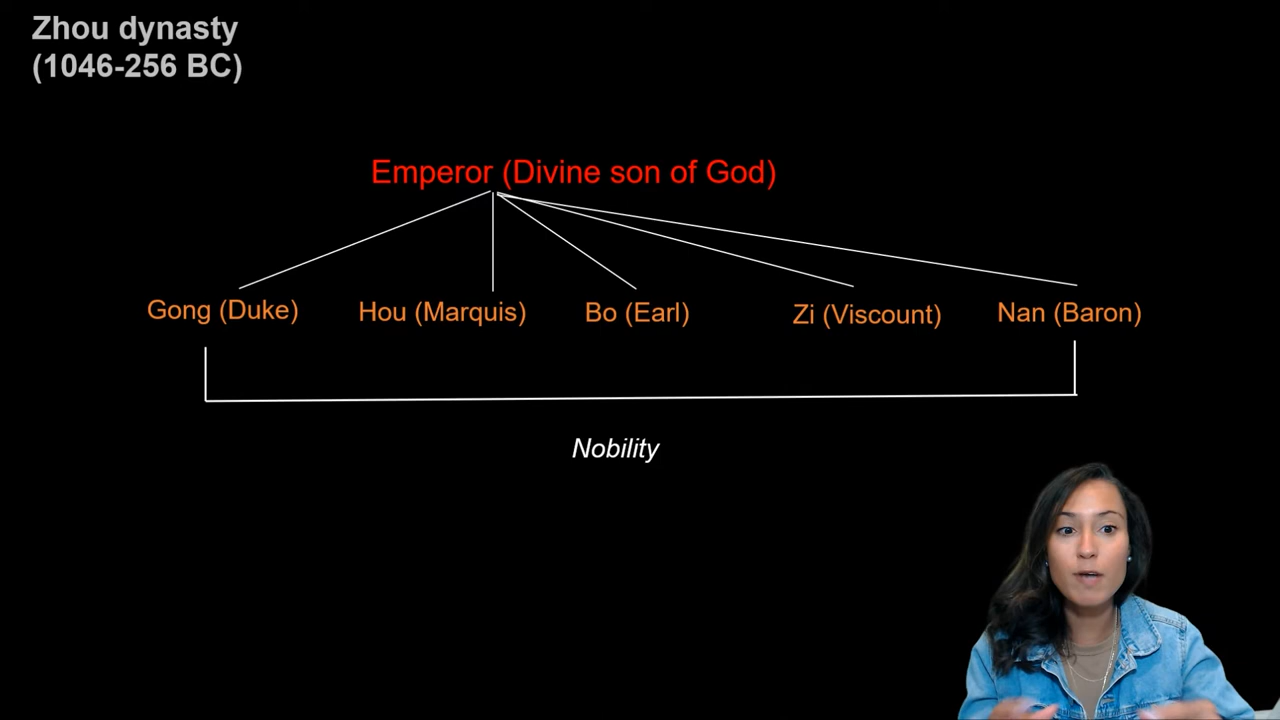 Zhou dynasty
(1046-256 BC)
Emperor (Divine son of God)
Gong (Duke) Hou (Marquis) Bo (Earl) Zi (Viscount) Nan (Baron)
Nobility